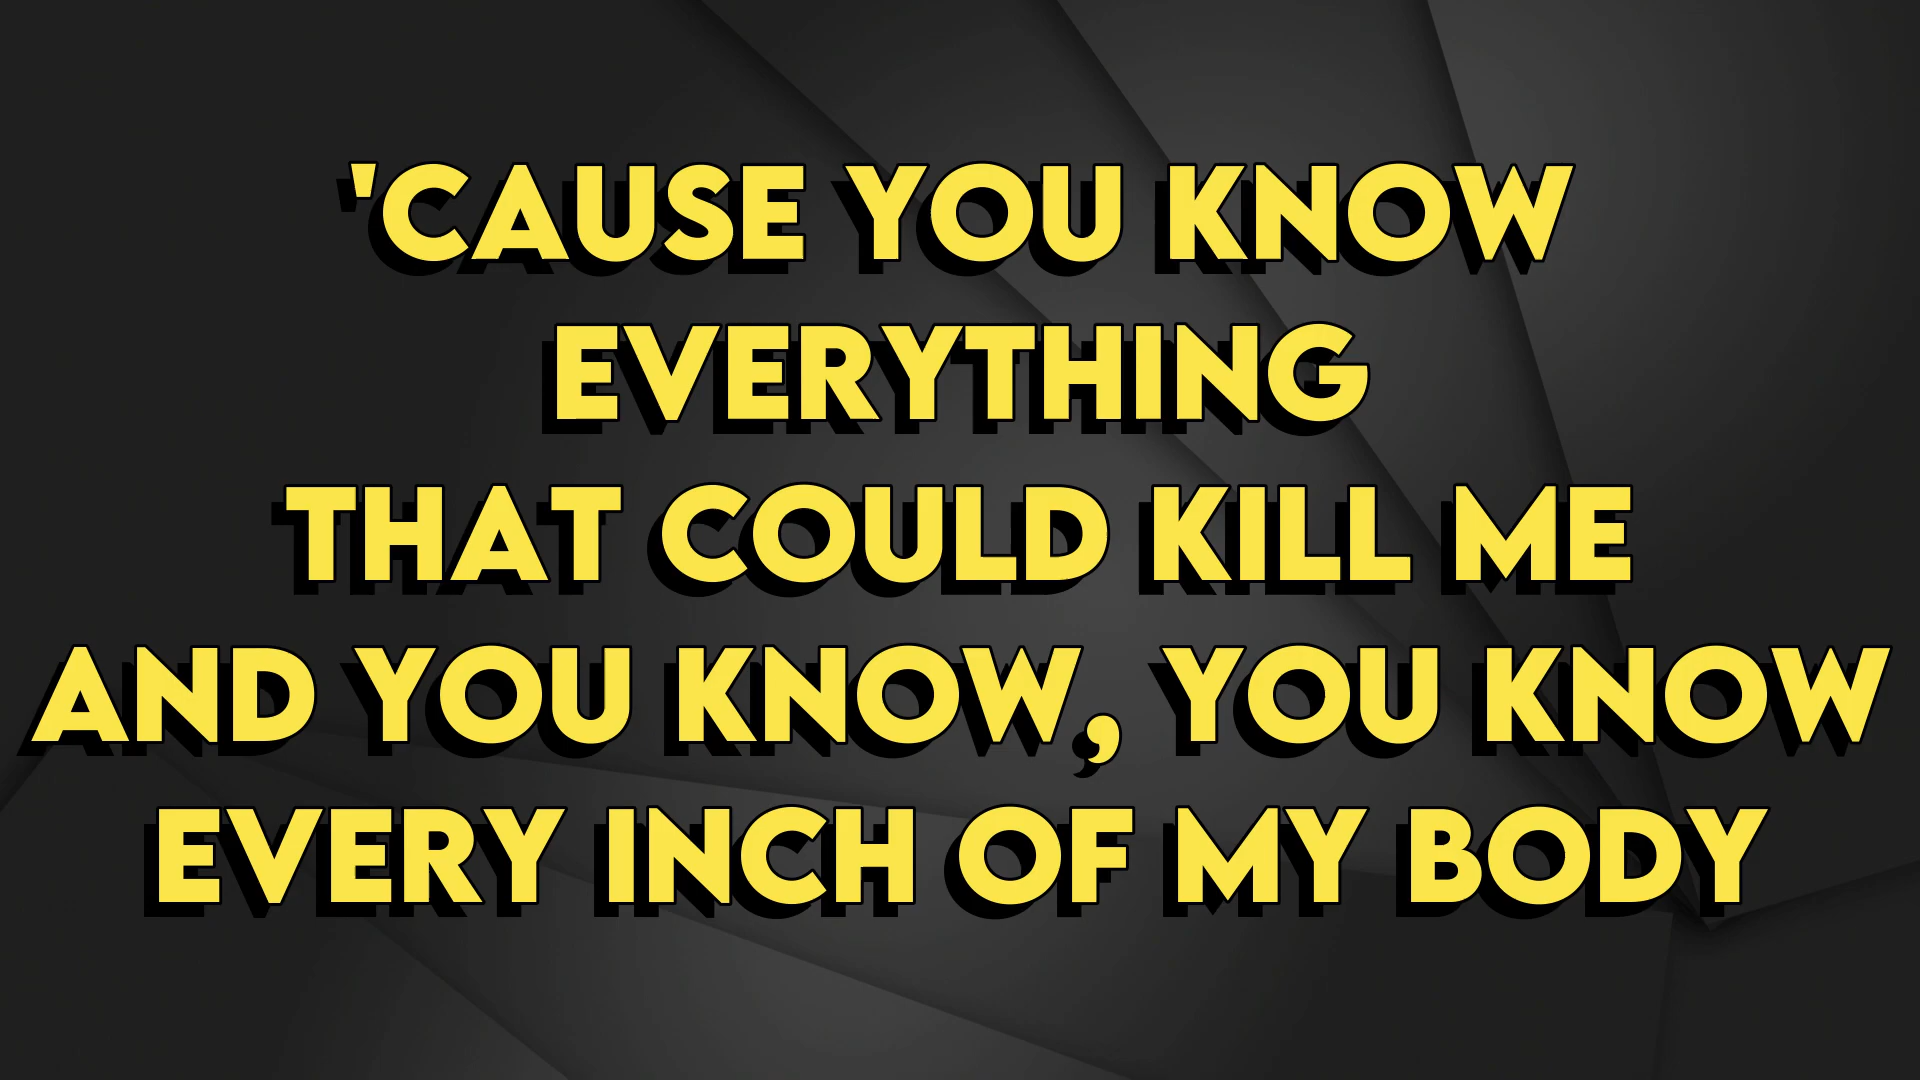 'CAUSE YOU KNOW
EVERYTHING
THAT COULD KILL ME
AND YOU KNOW, YOU KNOW
EVERY INCH OF MY BODY